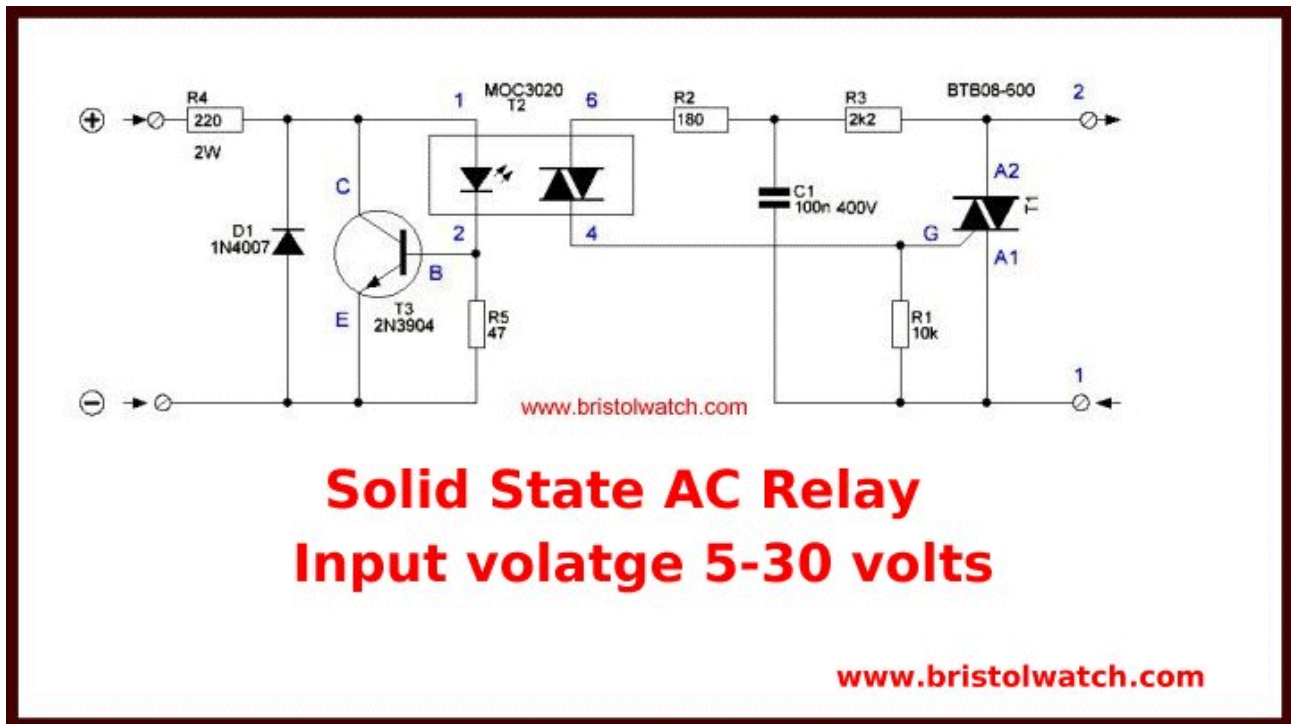 MOC3020
T2
BTB08-600
R4
220
2W
1
6
R2
180
R3
2k2
2
C
A2
C1
100n 400V
T1
D1
1N4007
2
4
G
B
A1
E
T3
2N3904
R5
47
R1
10k
1
www.bristolwatch.com
Solid State AC Relay
Input volatge 5-30 volts
www.bristolwatch.com